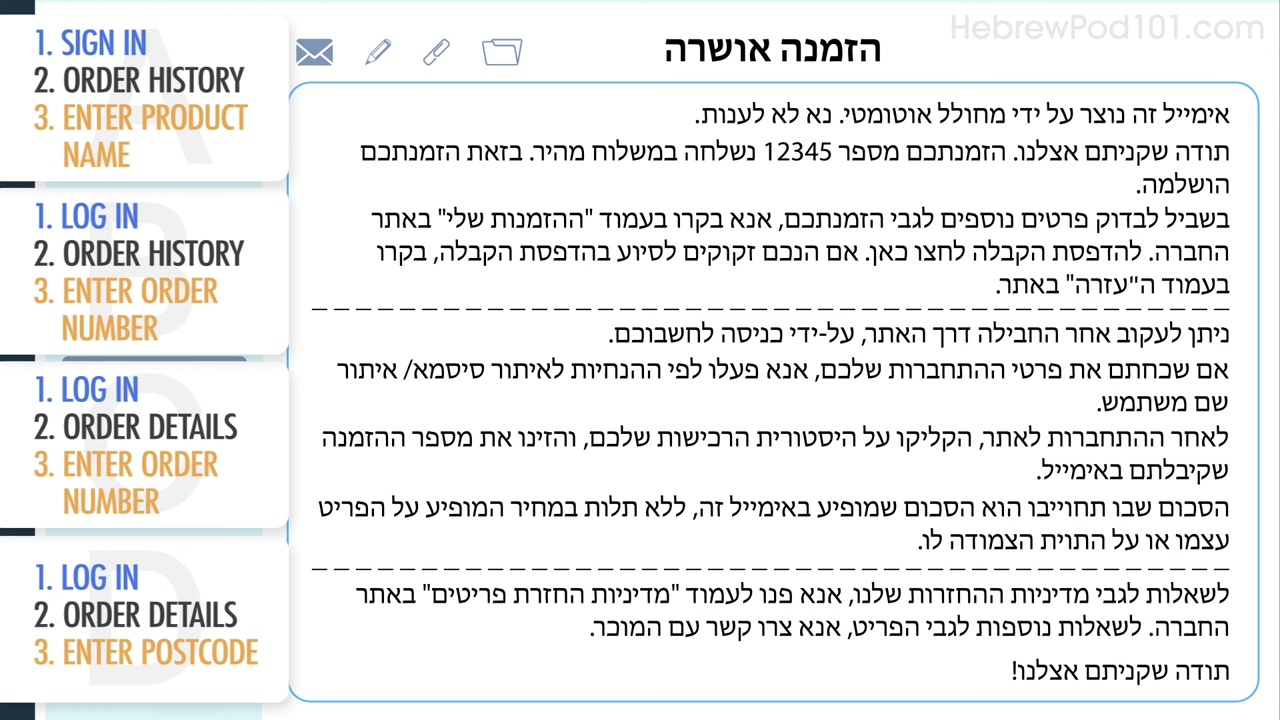 1. SIGN IN
2. ORDER HISTORY
3. ENTER PRODUCT
NAME
A
1. LOG IN
2. ORDER HISTORY
3. ENTER ORDER
NUMBER
B
1. LOG IN
2. ORDER DETAILS
3. ENTER ORDER
NUMBER
C
1. LOG IN
2. ORDER DETAILS
3. ENTER POSTCODE
D
HebrewPod101.com
הזמנה אושרה
אימייל זה נוצר על ידי מחולל אוטומטי. נא לא לענות.
תודה שקניתם אצלנו. הזמנתכם מספר 12345 נשלחה במשלוח מהיר. בזאת הזמנתכם
הושלמה.
בשביל לבדוק פרטים נוספים לגבי הזמנתכם, אנא בקרו בעמוד "ההזמנות שלי" באתר
החברה. להדפסת הקבלה לחצו כאן. אם הנכם זקוקים לסיוע בהדפסת הקבלה, בקרו
בעמוד ה"עזרה" באתר.
ניתן לעקוב אחר החבילה דרך האתר, על-ידי כניסה לחשבוכם.
אם שכחתם את פרטי ההתחברות שלכם, אנא פעלו לפי ההנחיות לאיתור סיסמא/ איתור
שם משתמש.
לאחר ההתחברות לאתר, הקליקו על היסטורית הרכישות שלכם, והזינו את מספר ההזמנה
שקיבלתם באימייל.
הסכום שבו תחוייבו הוא הסכום שמופיע באימייל זה, ללא תלות במחיר המופיע על הפריט
עצמו או על התוית הצמודה לו.
לשאלות לגבי מדיניות ההחזרות שלנו, אנא פנו לעמוד "מדיניות החזרת פריטים" באתר
החברה. לשאלות נוספות לגבי הפריט, אנא צרו קשר עם המוכר.
תודה שקניתם אצלנו!